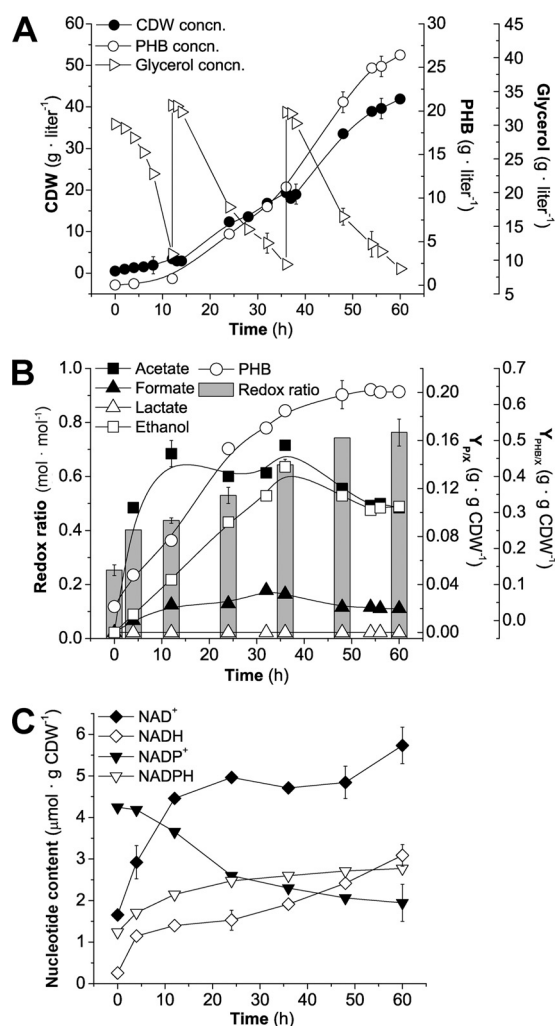 A
CDW concn.
PHB concn.
Glycerol concn.
60
50
40
30
20
10
0
CDW
(g · liter⁻¹)
30
25
20
15
10
5
0
PHB
(g · liter⁻¹)
45
40
35
30
25
20
15
10
5
Glycerol
(g · liter⁻¹)
0 10 20 30 40 50 60
Time (h)
B
Acetate
Formate
Lactate
Ethanol
PHB
Redox ratio
1.0
0.8
0.6
0.4
0.2
0.0
Redox ratio
(mol · mol⁻¹)
0.20
0.16
0.12
0.08
0.04
0.00
Y P/X
(g · g CDW⁻¹)
0.7
0.6
0.5
0.4
0.3
0.2
0.1
0.0
Y PHB/X
(g · g CDW⁻¹)
0 10 20 30 40 50 60
Time (h)
C
NAD⁺
NADH
NADP⁺
NADPH
6
5
4
3
2
1
0
Nucleotide content (μmol · g CDW⁻¹)
0 10 20 30 40 50 60
Time (h)